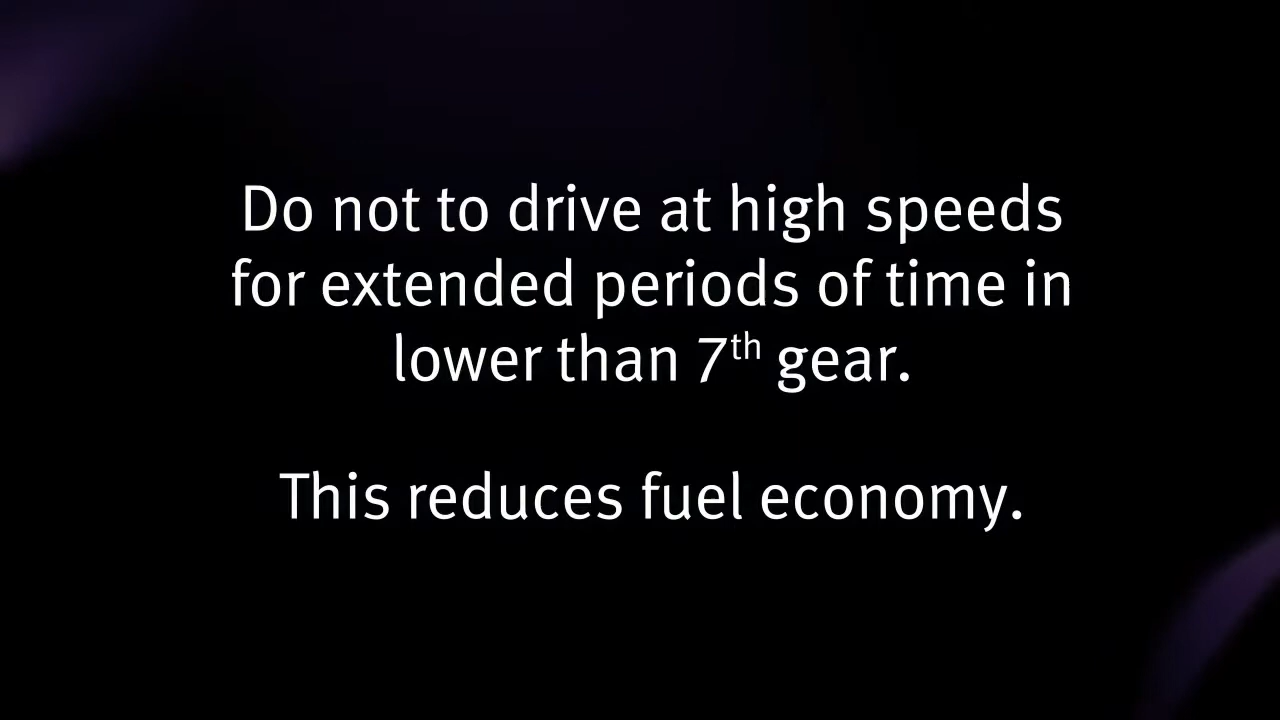 Do not to drive at high speeds
for extended periods of time in
lower than 7th gear.
This reduces fuel economy.